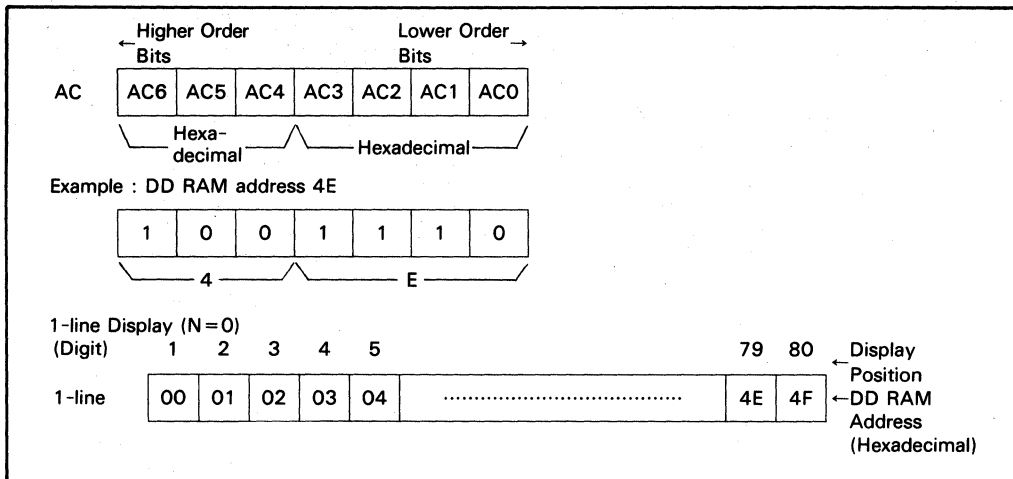 ←Higher Order Bits Lower Order Bits→
AC AC6 AC5 AC4 AC3 AC2 AC1 AC0
Hexa-decimal Hexadecimal
Example : DD RAM address 4E
1 0 0 1 1 1 0
4 E
1-line Display (N=0)
(Digit) 1 2 3 4 5 79 80 ←Display Position
1-line 00 01 02 03 04 .................................... 4E 4F ←DD RAM Address (Hexadecimal)